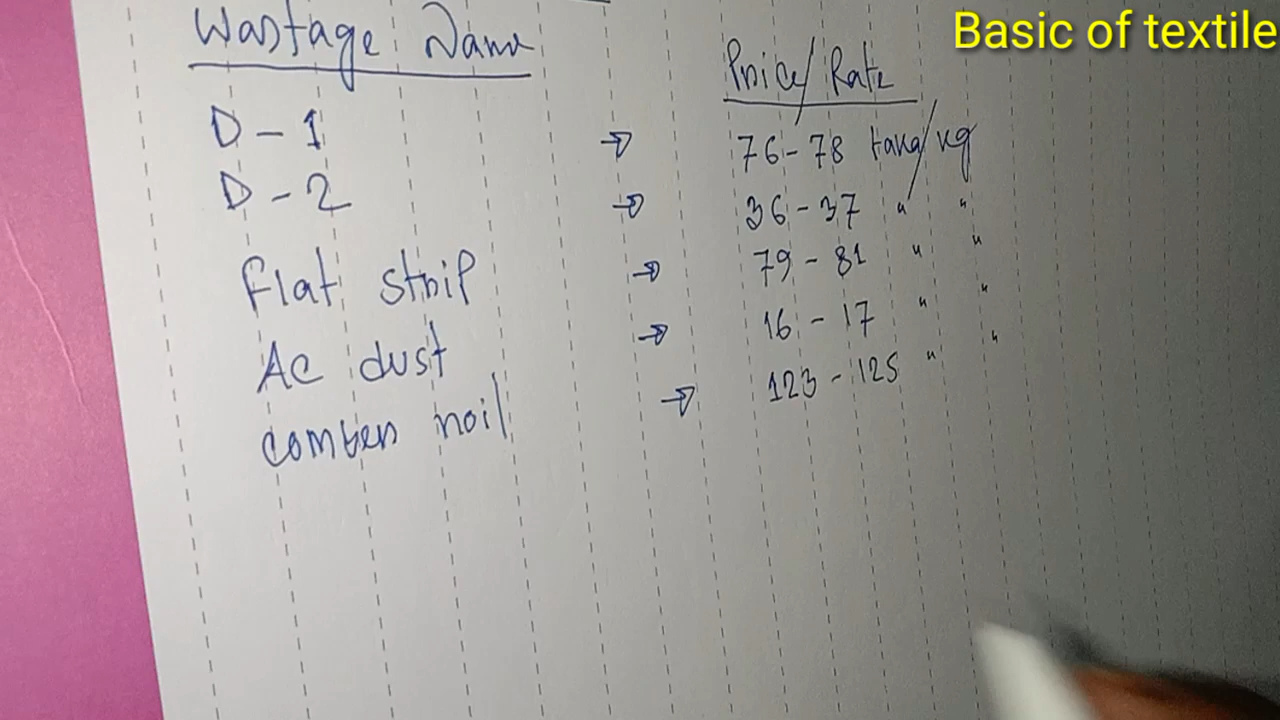 Basic of textile
Wastage Name Price/Rate
D-1 → 76-78 taka/kg
D-2 → 36-37 " "
Flat strip → 79-81 " "
AC dust → 16-17 " "
comber noil → 123-125 " "